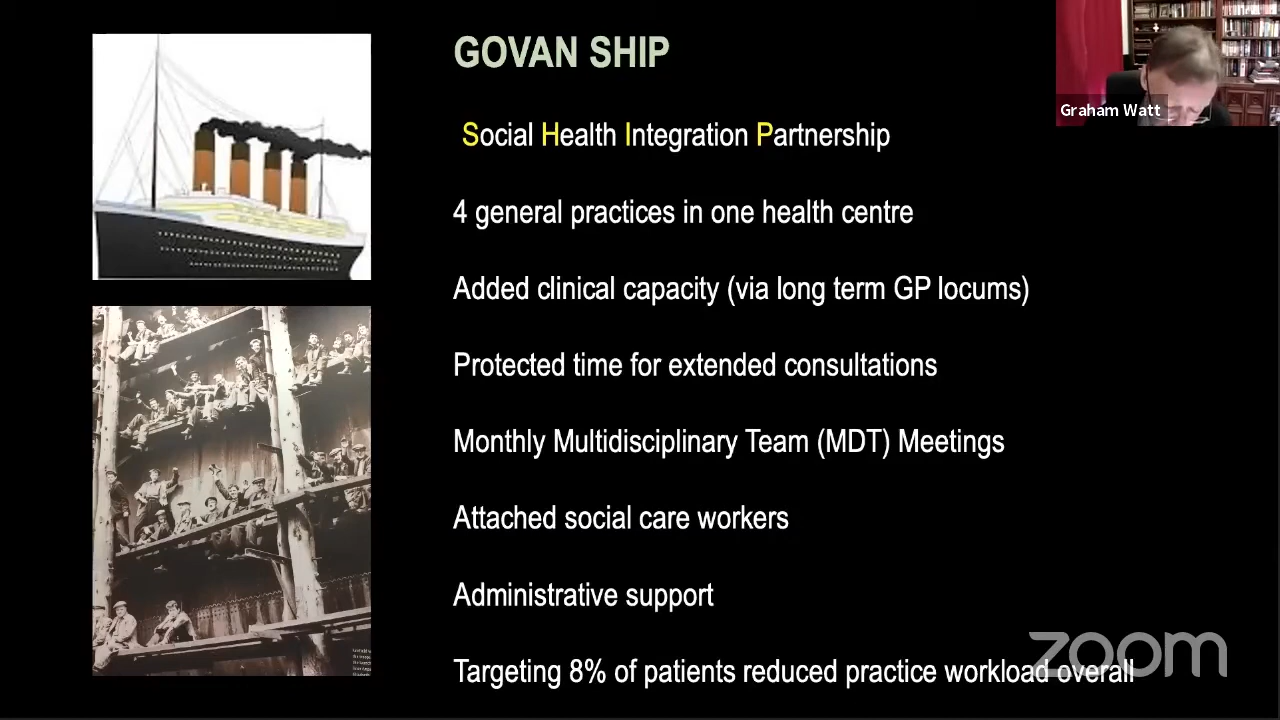 GOVAN SHIP
Graham Watt
Social Health Integration Partnership
4 general practices in one health centre
Added clinical capacity (via long term GP locums)
Protected time for extended consultations
Monthly Multidisciplinary Team (MDT) Meetings
Attached social care workers
Administrative support
Targeting 8% of patients reduced practice workload overall
zoom